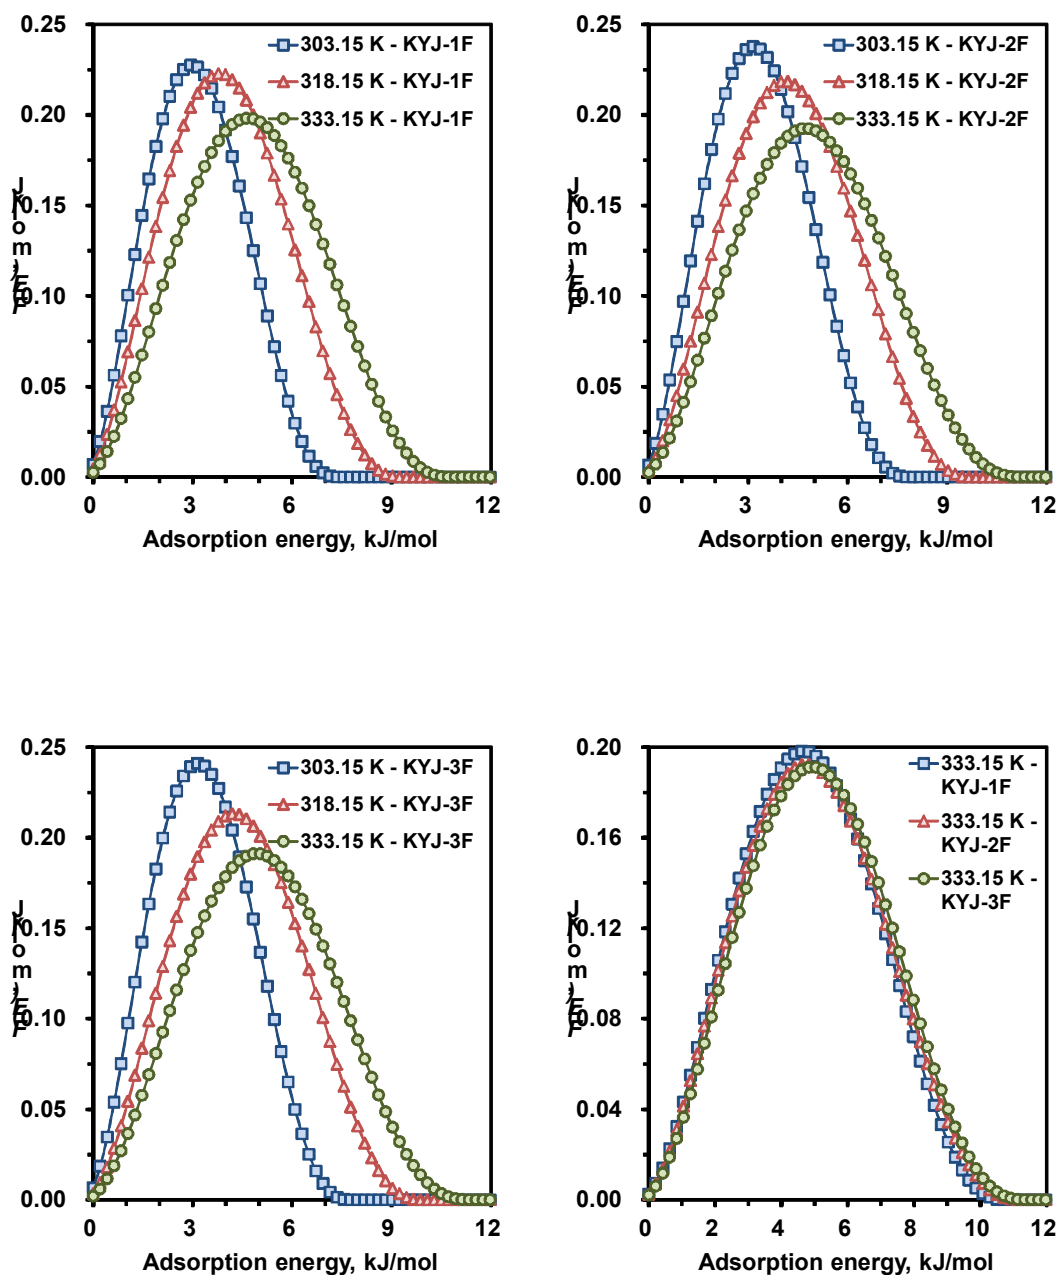 0.25
0.20
0.15
0.10
0.05
0.00
303.15 K - KYJ-1F
318.15 K - KYJ-1F
333.15 K - KYJ-1F
0 3 6 9 12
Adsorption energy, kJ/mol
0.25
0.20
0.15
0.10
0.05
0.00
303.15 K - KYJ-2F
318.15 K - KYJ-2F
333.15 K - KYJ-2F
0 3 6 9 12
Adsorption energy, kJ/mol
0.25
0.20
0.15
0.10
0.05
0.00
303.15 K - KYJ-3F
318.15 K - KYJ-3F
333.15 K - KYJ-3F
0 3 6 9 12
Adsorption energy, kJ/mol
0.20
0.16
0.12
0.08
0.04
0.00
333.15 K -
KYJ-1F
333.15 K -
KYJ-2F
333.15 K -
KYJ-3F
0 2 4 6 8 10 12
Adsorption energy, kJ/mol